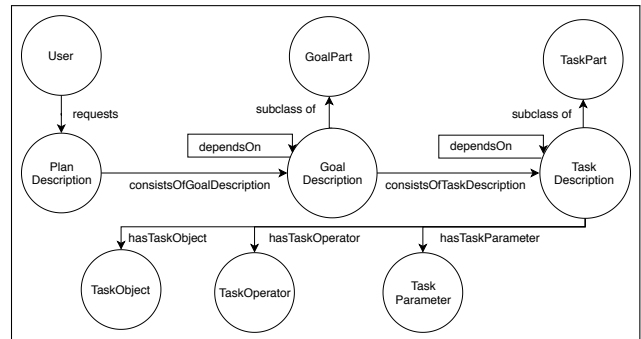 User
GoalPart
TaskPart
requests
subclass of
subclass of
dependsOn
dependsOn
Plan
Description
consistsOfGoalDescription
Goal
Description
consistsOfTaskDescription
Task
Description
hasTaskObject
hasTaskOperator
hasTaskParameter
TaskObject
TaskOperator
Task
Parameter